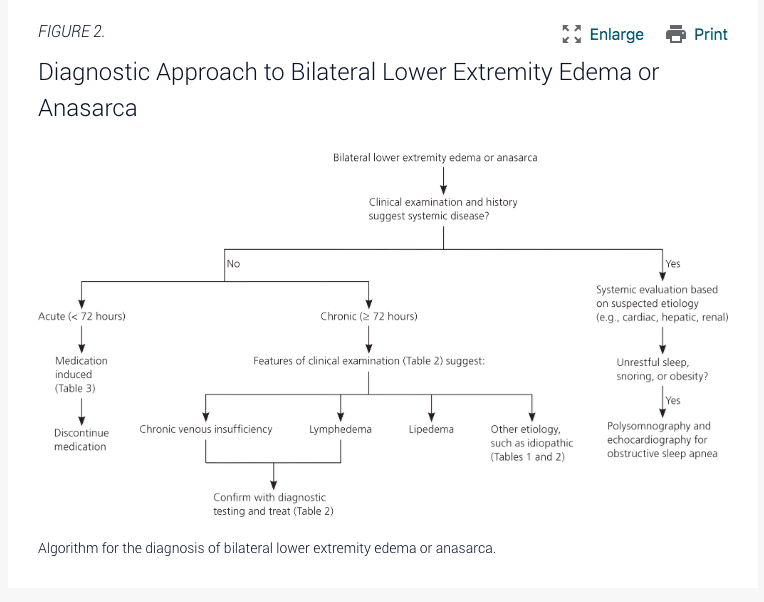 FIGURE 2.
Enlarge
Print
Diagnostic Approach to Bilateral Lower Extremity Edema or
Anasarca
Bilateral lower extremity edema or anasarca
Clinical examination and history
suggest systemic disease?
No
Yes
Systemic evaluation based
on suspected etiology
(e.g., cardiac, hepatic, renal)
Acute (< 72 hours)
Chronic (≥ 72 hours)
Medication
induced
(Table 3)
Features of clinical examination (Table 2) suggest:
Unrestful sleep,
snoring, or obesity?
Yes
Discontinue
medication
Chronic venous insufficiency
Lymphedema
Lipedema
Other etiology,
such as idiopathic
(Tables 1 and 2)
Polysomnography and
echocardiography for
obstructive sleep apnea
Confirm with diagnostic
testing and treat (Table 2)
Algorithm for the diagnosis of bilateral lower extremity edema or anasarca.